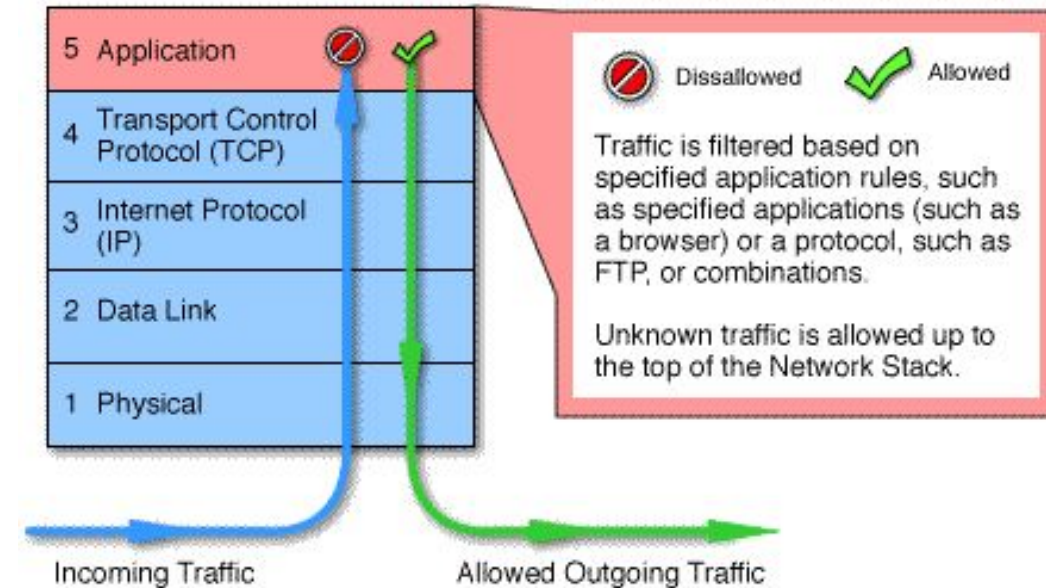 5 Application
4 Transport Control
Protocol (TCP)
3 Internet Protocol
(IP)
2 Data Link
1 Physical
Incoming Traffic
Allowed Outgoing Traffic
Dissallowed
Allowed
Traffic is filtered based on
specified application rules, such
as specified applications (such as
a browser) or a protocol, such as
FTP, or combinations.
Unknown traffic is allowed up to
the top of the Network Stack.